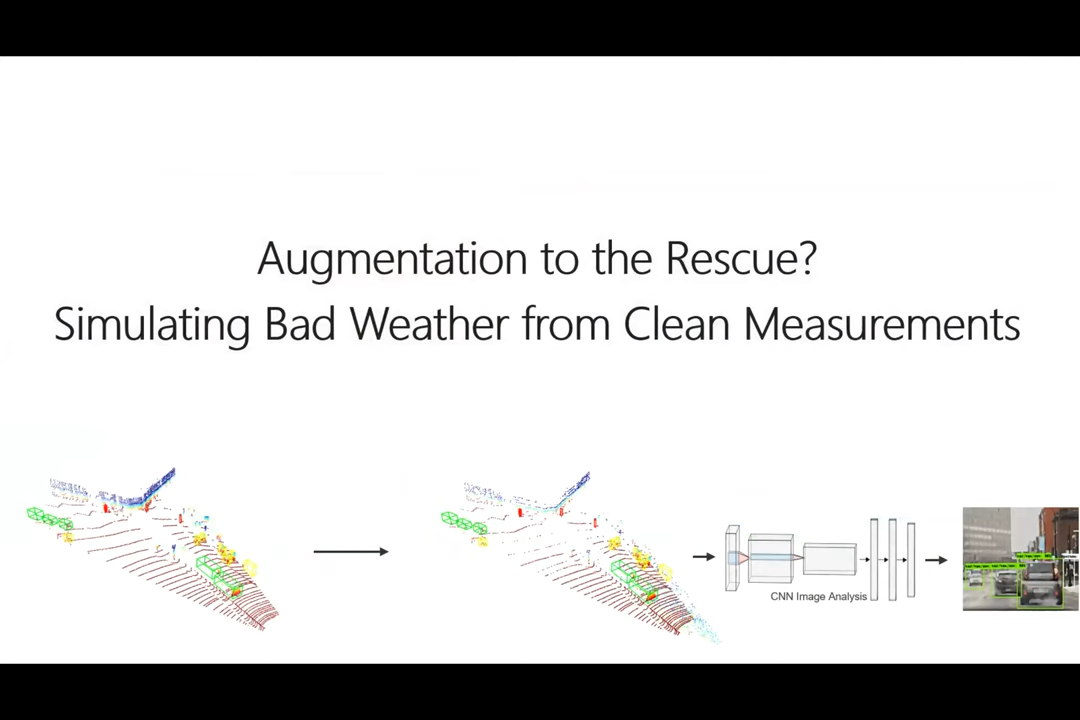 Augmentation to the Rescue?
Simulating Bad Weather from Clean Measurements
CNN Image Analysis